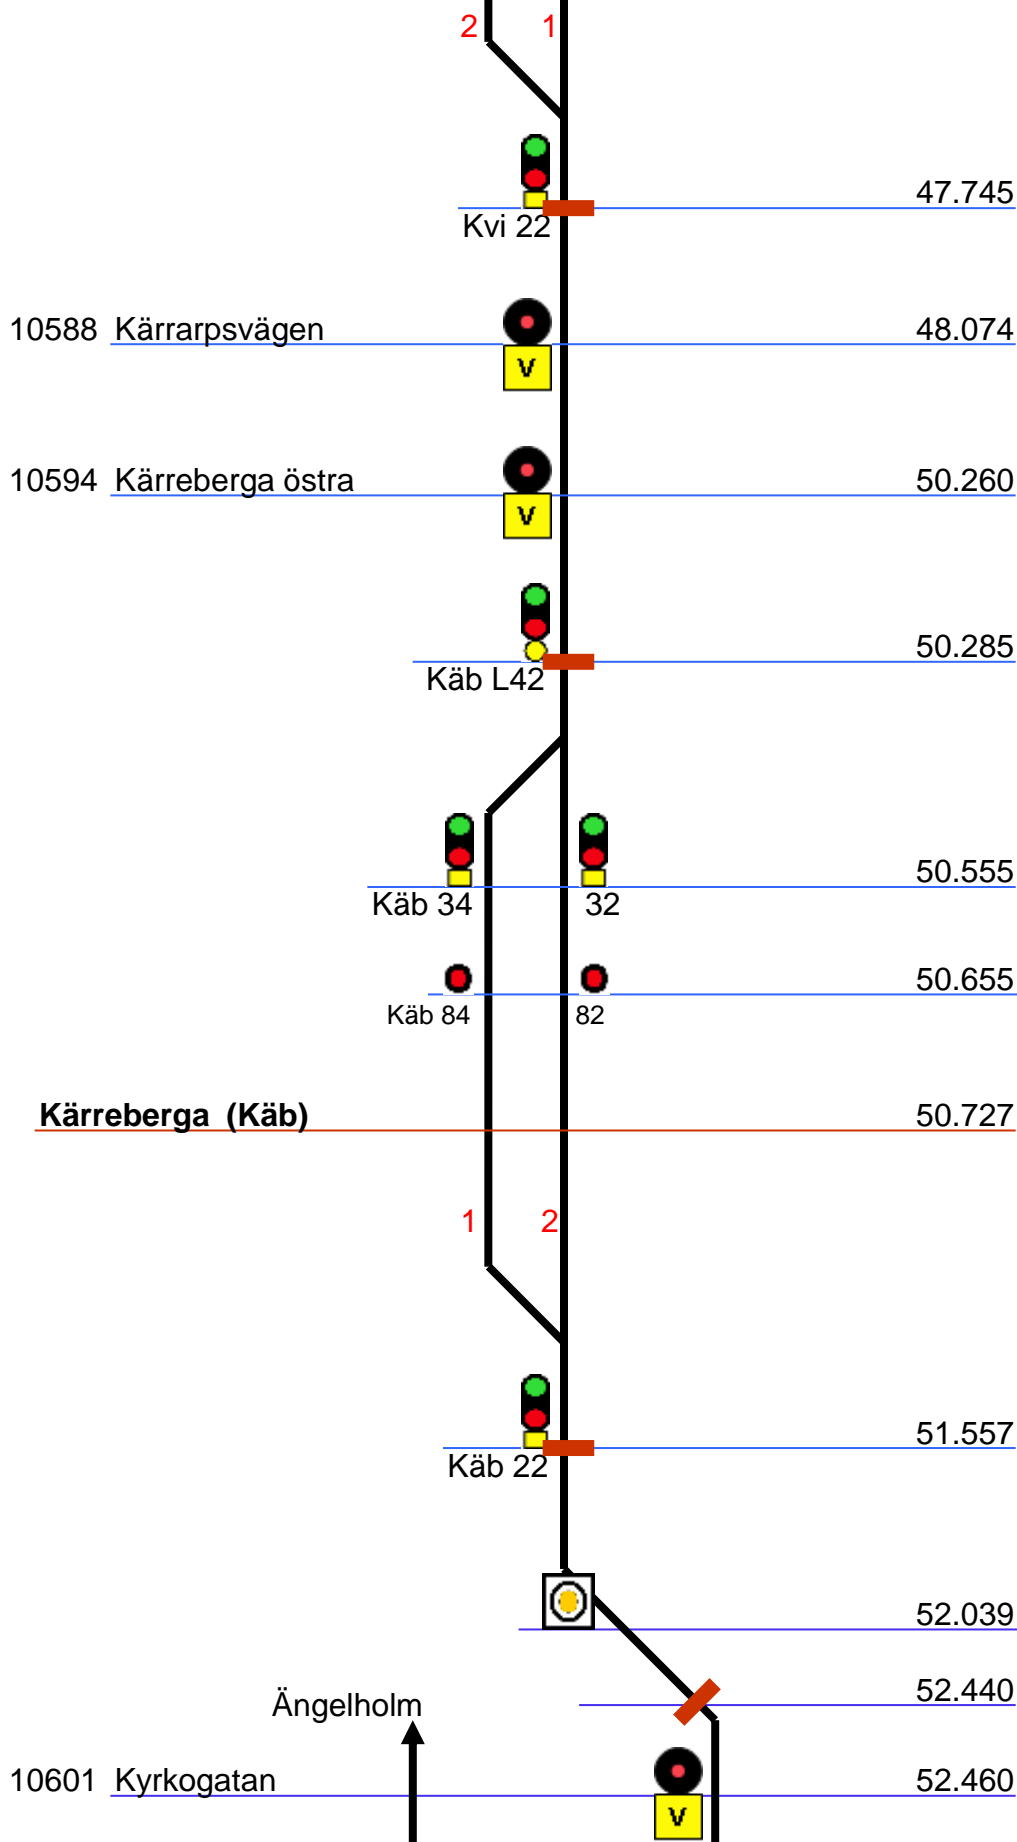 2 1
47.745
Kvi 22
10588 Kärrarpsvägen 48.074
V
10594 Kärreberga östra 50.260
V
50.285
Käb L42
50.555
Käb 34 32
50.655
Käb 84 82
Kärreberga (Käb) 50.727
1 2
51.557
Käb 22
52.039
52.440
Ängelholm
10601 Kyrkogatan 52.460
V